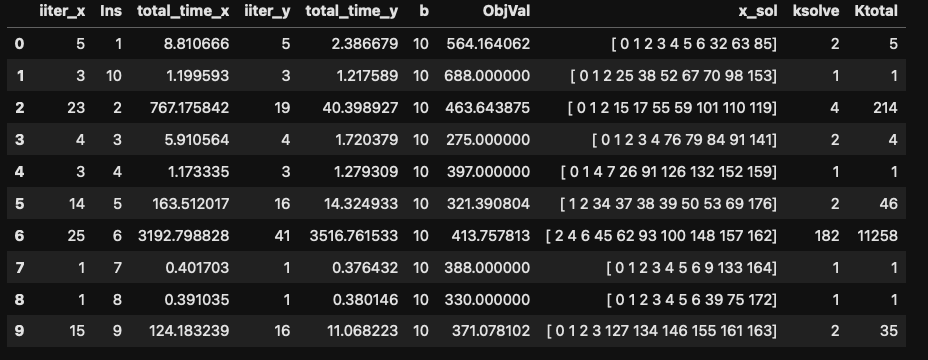 iiter_x Ins total_time_x iiter_y total_time_y b ObjVal x_sol ksolve Ktotal
0 5 1 8.810666 5 2.386679 10 564.164062 [ 0 1 2 3 4 5 6 32 63 85] 2 5
1 3 10 1.199593 3 1.217589 10 688.000000 [ 0 1 2 25 38 52 67 70 98 153] 1 1
2 23 2 767.175842 19 40.398927 10 463.643875 [ 0 1 2 15 17 55 59 101 110 119] 4 214
3 4 3 5.910564 4 1.720379 10 275.000000 [ 0 1 2 3 4 76 79 84 91 141] 2 4
4 3 4 1.173335 3 1.279309 10 397.000000 [ 0 1 4 7 26 91 126 132 152 159] 1 1
5 14 5 163.512017 16 14.324933 10 321.390804 [ 1 2 34 37 38 39 50 53 69 176] 2 46
6 25 6 3192.798828 41 3516.761533 10 413.757813 [ 2 4 6 45 62 93 100 148 157 162] 182 11258
7 1 7 0.401703 1 0.376432 10 388.000000 [ 0 1 2 3 4 5 6 9 133 164] 1 1
8 1 8 0.391035 1 0.380146 10 330.000000 [ 0 1 2 3 4 5 6 39 75 172] 1 1
9 15 9 124.183239 16 11.068223 10 371.078102 [ 0 1 2 3 127 134 146 155 161 163] 2 35